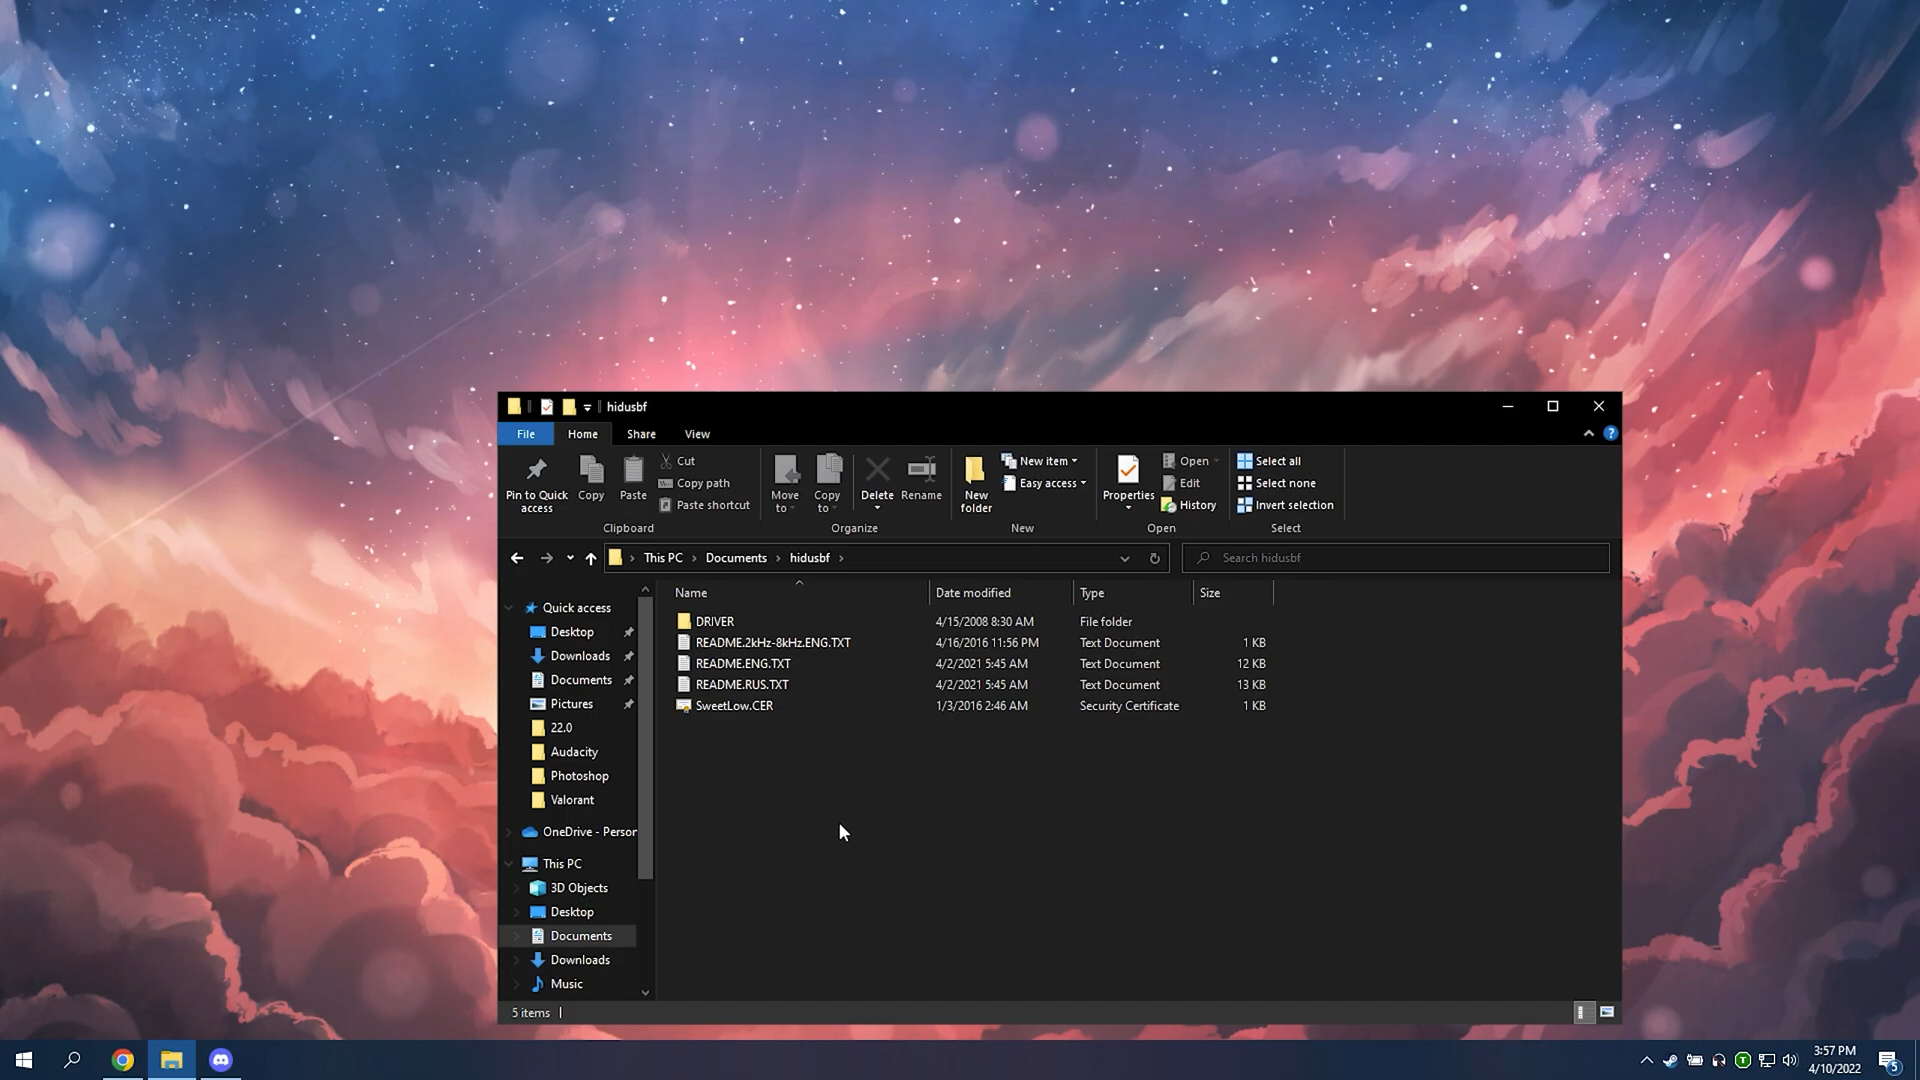 hidusbf
File Home Share View
Pin to Quick access
Copy
Paste
Cut
Copy path
Paste shortcut
Clipboard
Move to
Copy to
Delete
Rename
Organize
New folder
New item
Easy access
New
Properties
Open
Edit
History
Open
Select all
Select none
Invert selection
Select
This PC Documents hidusbf
Search hidusbf
Quick access
Desktop
Downloads
Documents
Pictures
22.0
Audacity
Photoshop
Valorant
OneDrive - Person
This PC
3D Objects
Desktop
Documents
Downloads
Music
Name Date modified Type Size
DRIVER 4/15/2008 8:30 AM File folder
README.2kHz-8kHz.ENG.TXT 4/16/2016 11:56 PM Text Document 1 KB
README.ENG.TXT 4/2/2021 5:45 AM Text Document 12 KB
README.RUS.TXT 4/2/2021 5:45 AM Text Document 13 KB
SweetLow.CER 1/3/2016 2:46 AM Security Certificate 1 KB
5 items
3:57 PM
4/10/2022
5